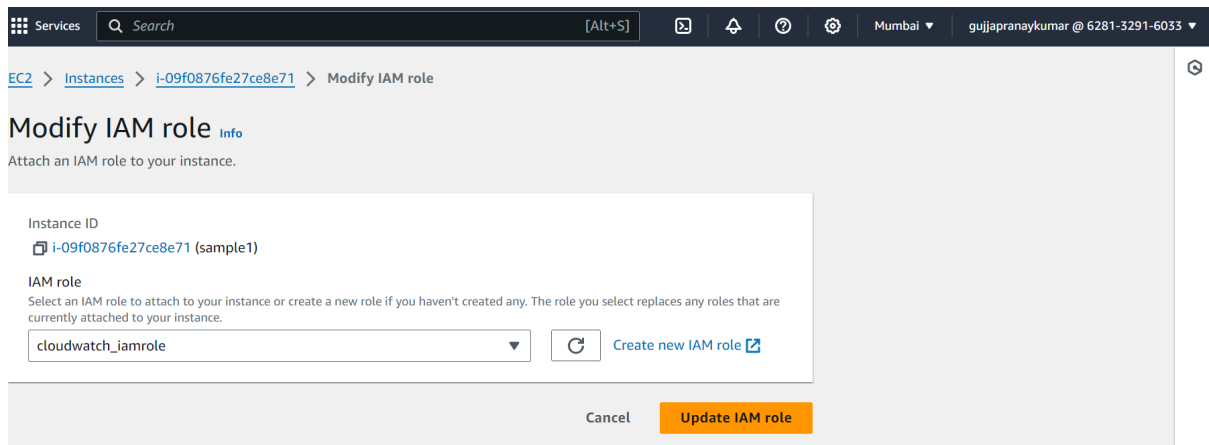 Services Search [Alt+S] Mumbai ▼ gujjapranaykumar @ 6281-3291-6033 ▼
EC2 > Instances > i-09f0876fe27ce8e71 > Modify IAM role
Modify IAM role Info
Attach an IAM role to your instance.
Instance ID
i-09f0876fe27ce8e71 (sample1)
IAM role
Select an IAM role to attach to your instance or create a new role if you haven't created any. The role you select replaces any roles that are
currently attached to your instance.
cloudwatch_iamrole Create new IAM role
Cancel Update IAM role